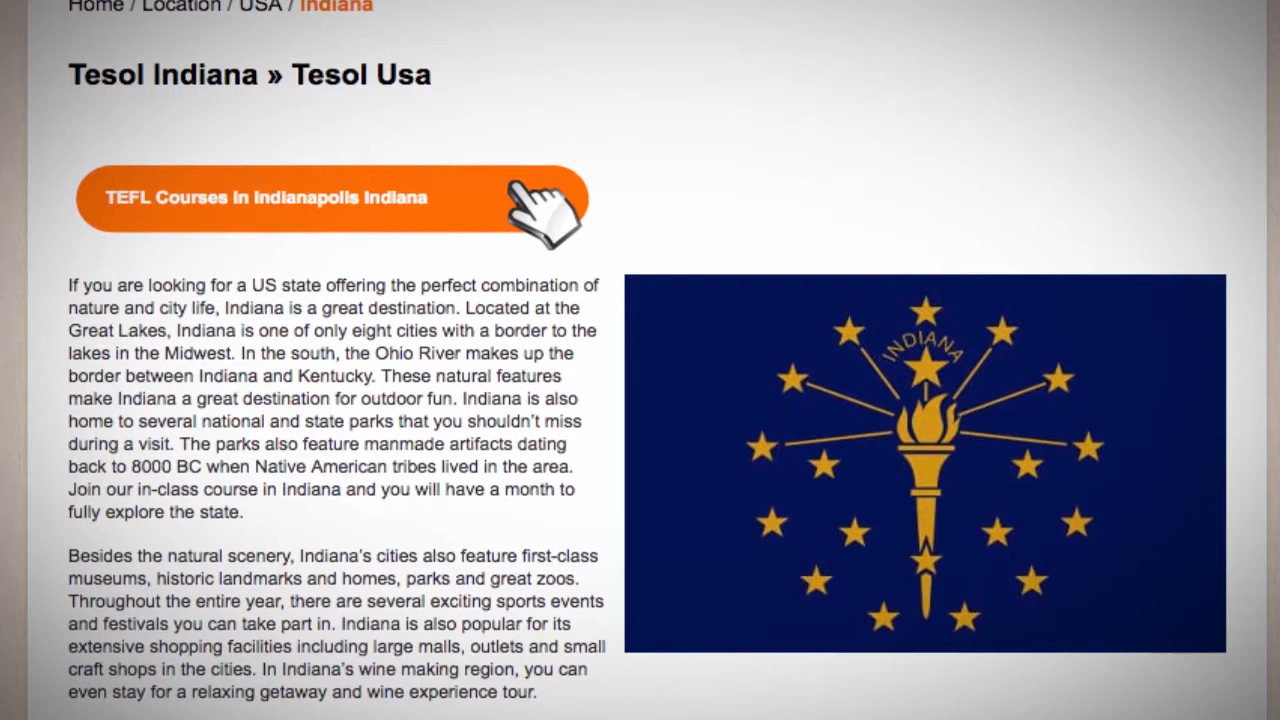 Home / Location / USA / Indiana
Tesol Indiana » Tesol Usa
TEFL Courses in Indianapolis Indiana
If you are looking for a US state offering the perfect combination of
nature and city life, Indiana is a great destination. Located at the
Great Lakes, Indiana is one of only eight cities with a border to the
lakes in the Midwest. In the south, the Ohio River makes up the
border between Indiana and Kentucky. These natural features
make Indiana a great destination for outdoor fun. Indiana is also
home to several national and state parks that you shouldn't miss
during a visit. The parks also feature manmade artifacts dating
back to 8000 BC when Native American tribes lived in the area.
Join our in-class course in Indiana and you will have a month to
fully explore the state.
Besides the natural scenery, Indiana's cities also feature first-class
museums, historic landmarks and homes, parks and great zoos.
Throughout the entire year, there are several exciting sports events
and festivals you can take part in. Indiana is also popular for its
extensive shopping facilities including large malls, outlets and small
craft shops in the cities. In Indiana's wine making region, you can
even stay for a relaxing getaway and wine experience tour.
INDIANA